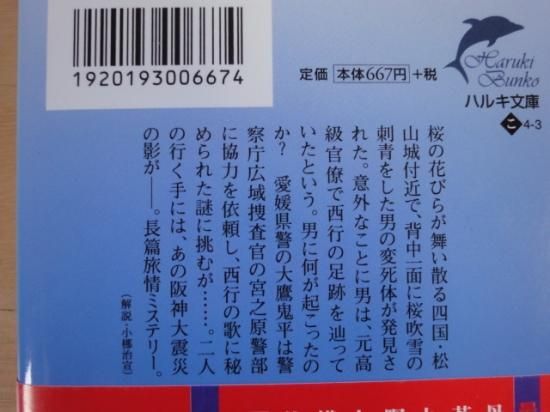 1920193006674
定価 本体667円 +税
Haruki
Bunko
ハルキ文庫
こ 4-3
桜の花びらが舞い散る四国・松
山城付近で、背中一面に桜吹雪の
刺青をした男の変死体が発見さ
れた。意外なことに男は、元高
級官僚で西行の足跡を辿って
いたという。男に何が起こったの
か? 愛媛県警の大鷹鬼平は警
察庁広域捜査官の宮之原警部
に協力を依頼し、西行の歌に秘
められた謎に挑むが……。二人
の行く手には、あの阪神大震災
の影が――。長篇旅情ミステリー。
(解説・小梛治宣)